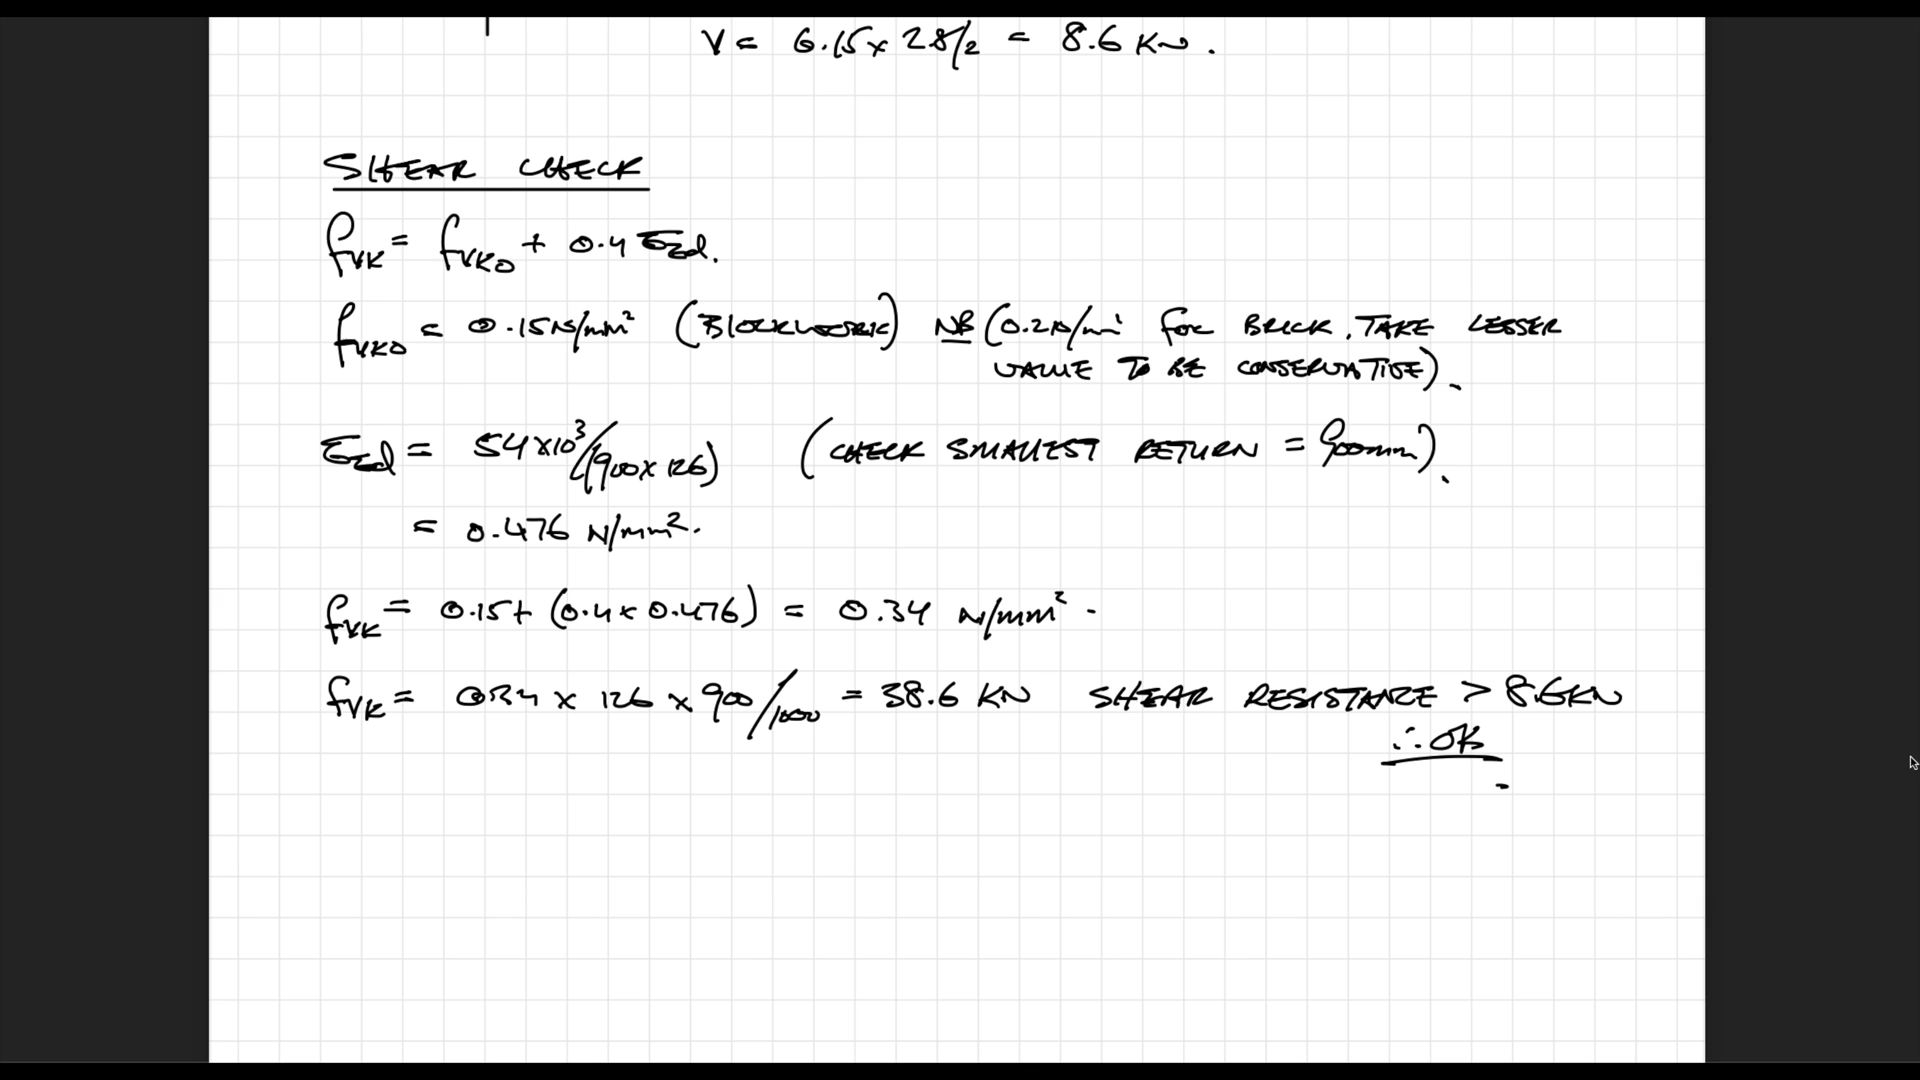 V = 6.15 x 2.8/2 = 8.6 KN.
SHEAR CHECK
fvk = fvko + 0.4 σzd.
fvko = 0.15N/mm² (BLOCKWORK) NB (0.2N/mm² for BRICK, TAKE LESSER
VALUE TO BE CONSERVATIVE).
σzd = 54x10³/(900x126) (CHECK SMALLEST RETURN = 900mm).
= 0.476 N/mm².
fvk = 0.15 + (0.4 x 0.476) = 0.34 N/mm².
fvk = 0.34 x 126 x 900/1000 = 38.6 KN SHEAR RESISTANCE > 8.6KN
∴ OK